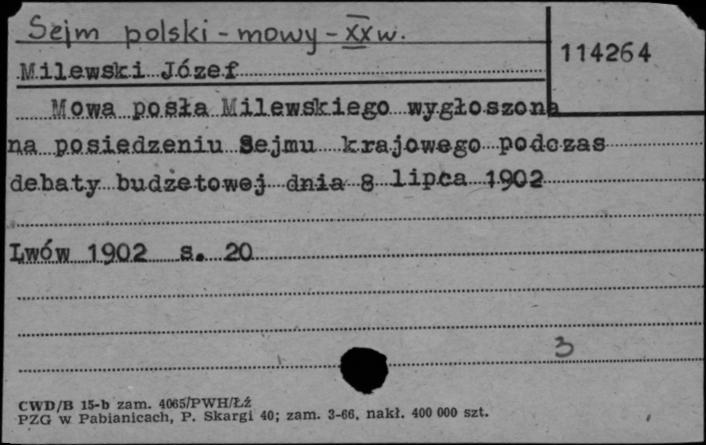 Sejm polski - mowy - XX w.
114264
Milewski Józef
Mowa posła Milewskiego wygłoszona
na posiedzeniu Sejmu krajowego podczas
debaty budżetowej dnia 8 lipca 1902
Lwów 1902 s. 20
3
CWD/B 15-b zam. 4065/PWH/Łź
PZG w Pabianicach, P. Skargi 40; zam. 3-66, nakł. 400 000 szt.